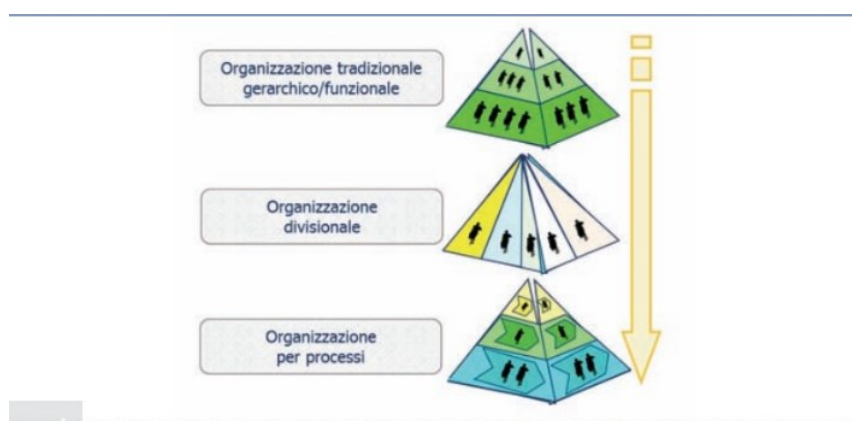 Organizzazione tradizionale
gerarchico/funzionale
Organizzazione
divisionale
Organizzazione
per processi